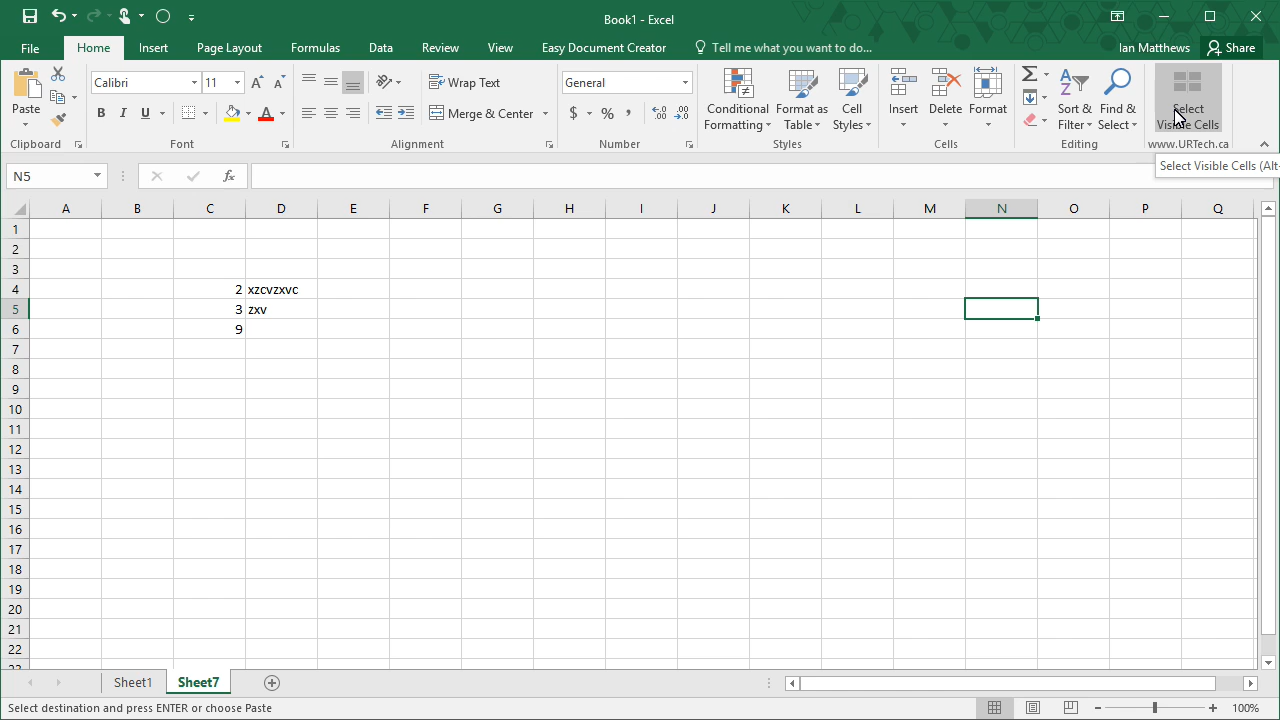 Book1 - Excel
File Home Insert Page Layout Formulas Data Review View Easy Document Creator Tell me what you want to do... Ian Matthews Share
Paste
Calibri 11
B I U
Wrap Text
Merge & Center
General
$ % ,
Conditional Formatting
Format as Table
Cell Styles
Insert
Delete
Format
Sort & Filter
Find & Select
Select Visible Cells
Clipboard Font Alignment Number Styles Cells Editing www.URTech.ca
Select Visible Cells (Alt-
N5
fx
A B C D E F G H I J K L M N O P Q
1
2
3
4 2 xzcvzxvc
5 3 zxv
6 9
7
8
9
10
11
12
13
14
15
16
17
18
19
20
21
22
23
Sheet1 Sheet7
Select destination and press ENTER or choose Paste 100%